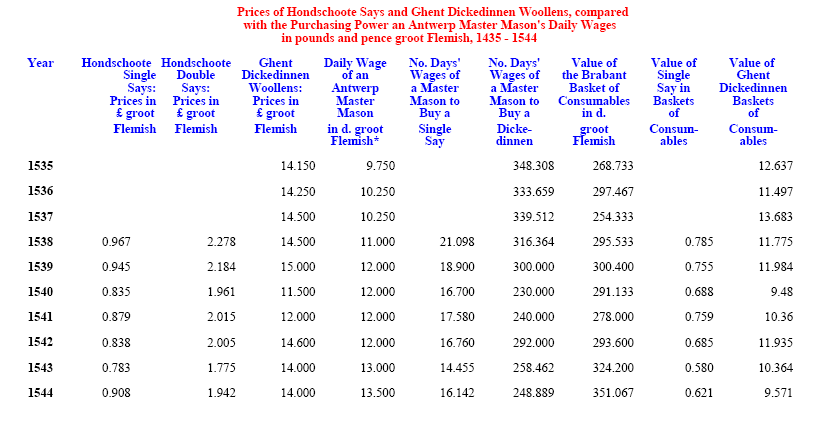 Prices of Hondschoote Says and Ghent Dickedinnen Woollens, compared
with the Purchasing Power an Antwerp Master Mason's Daily Wages
in pounds and pence groot Flemish, 1435 - 1544
Year Hondschoote Hondschoote Ghent Daily Wage No. Days' No. Days' Value of Value of Value of
Single Double Dickedinnen of an Wages of Wages of the Brabant Single Ghent
Says: Says: Woollens: Antwerp a Master a Master Basket of Say in Dickedinnen
Prices in Prices in Prices in Master Mason to Mason to Consumables Baskets Baskets
£ groot £ groot £ groot Mason Buy a Buy a in d. of of
Flemish Flemish Flemish in d. groot Single Dicke- groot Consum- Consum-
Flemish* Say dinnen Flemish ables ables
1535 14.150 9.750 348.308 268.733 12.637
1536 14.250 10.250 333.659 297.467 11.497
1537 14.500 10.250 339.512 254.333 13.683
1538 0.967 2.278 14.500 11.000 21.098 316.364 295.533 0.785 11.775
1539 0.945 2.184 15.000 12.000 18.900 300.000 300.400 0.755 11.984
1540 0.835 1.961 11.500 12.000 16.700 230.000 291.133 0.688 9.48
1541 0.879 2.015 12.000 12.000 17.580 240.000 278.000 0.759 10.36
1542 0.838 2.005 14.600 12.000 16.760 292.000 293.600 0.685 11.935
1543 0.783 1.775 14.000 13.000 14.455 258.462 324.200 0.580 10.364
1544 0.908 1.942 14.000 13.500 16.142 248.889 351.067 0.621 9.571